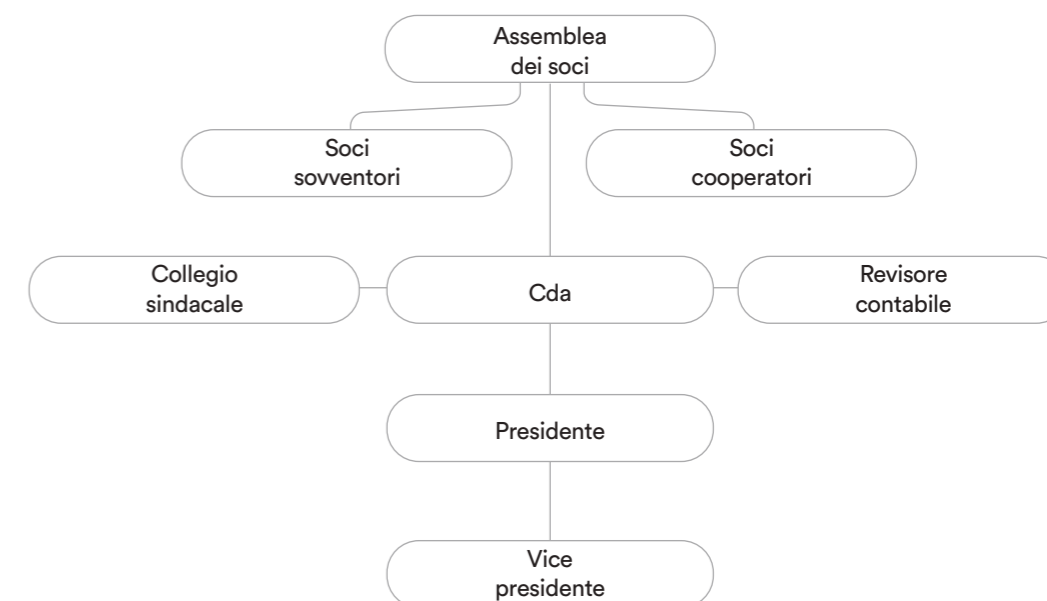 Assemblea
dei soci
Soci
sovventori
Soci
cooperatori
Collegio
sindacale
Cda
Revisore
contabile
Presidente
Vice
presidente